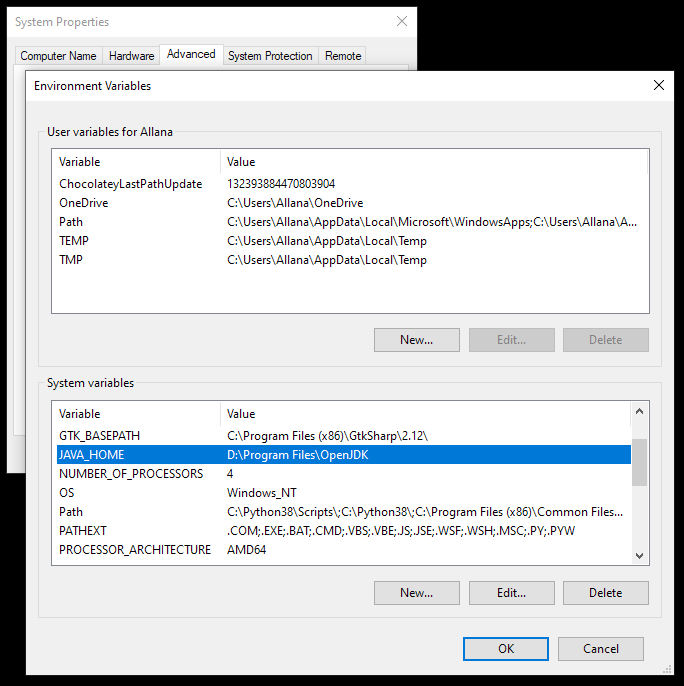 System Properties
Computer Name Hardware Advanced System Protection Remote
Environment Variables
User variables for Allana
Variable Value
ChocolateyLastPathUpdate 132393884470803904
OneDrive C:\Users\Allana\OneDrive
Path C:\Users\Allana\AppData\Local\Microsoft\WindowsApps;C:\Users\Allana\A...
TEMP C:\Users\Allana\AppData\Local\Temp
TMP C:\Users\Allana\AppData\Local\Temp
New... Edit... Delete
System variables
Variable Value
GTK_BASEPATH C:\Program Files (x86)\GtkSharp\2.12\
JAVA_HOME D:\Program Files\OpenJDK
NUMBER_OF_PROCESSORS 4
OS Windows_NT
Path C:\Python38\Scripts\;C:\Python38\;C:\Program Files (x86)\Common Files...
PATHEXT .COM;.EXE;.BAT;.CMD;.VBS;.VBE;.JS;.JSE;.WSF;.WSH;.MSC;.PY;.PYW
PROCESSOR_ARCHITECTURE AMD64
New... Edit... Delete
OK Cancel